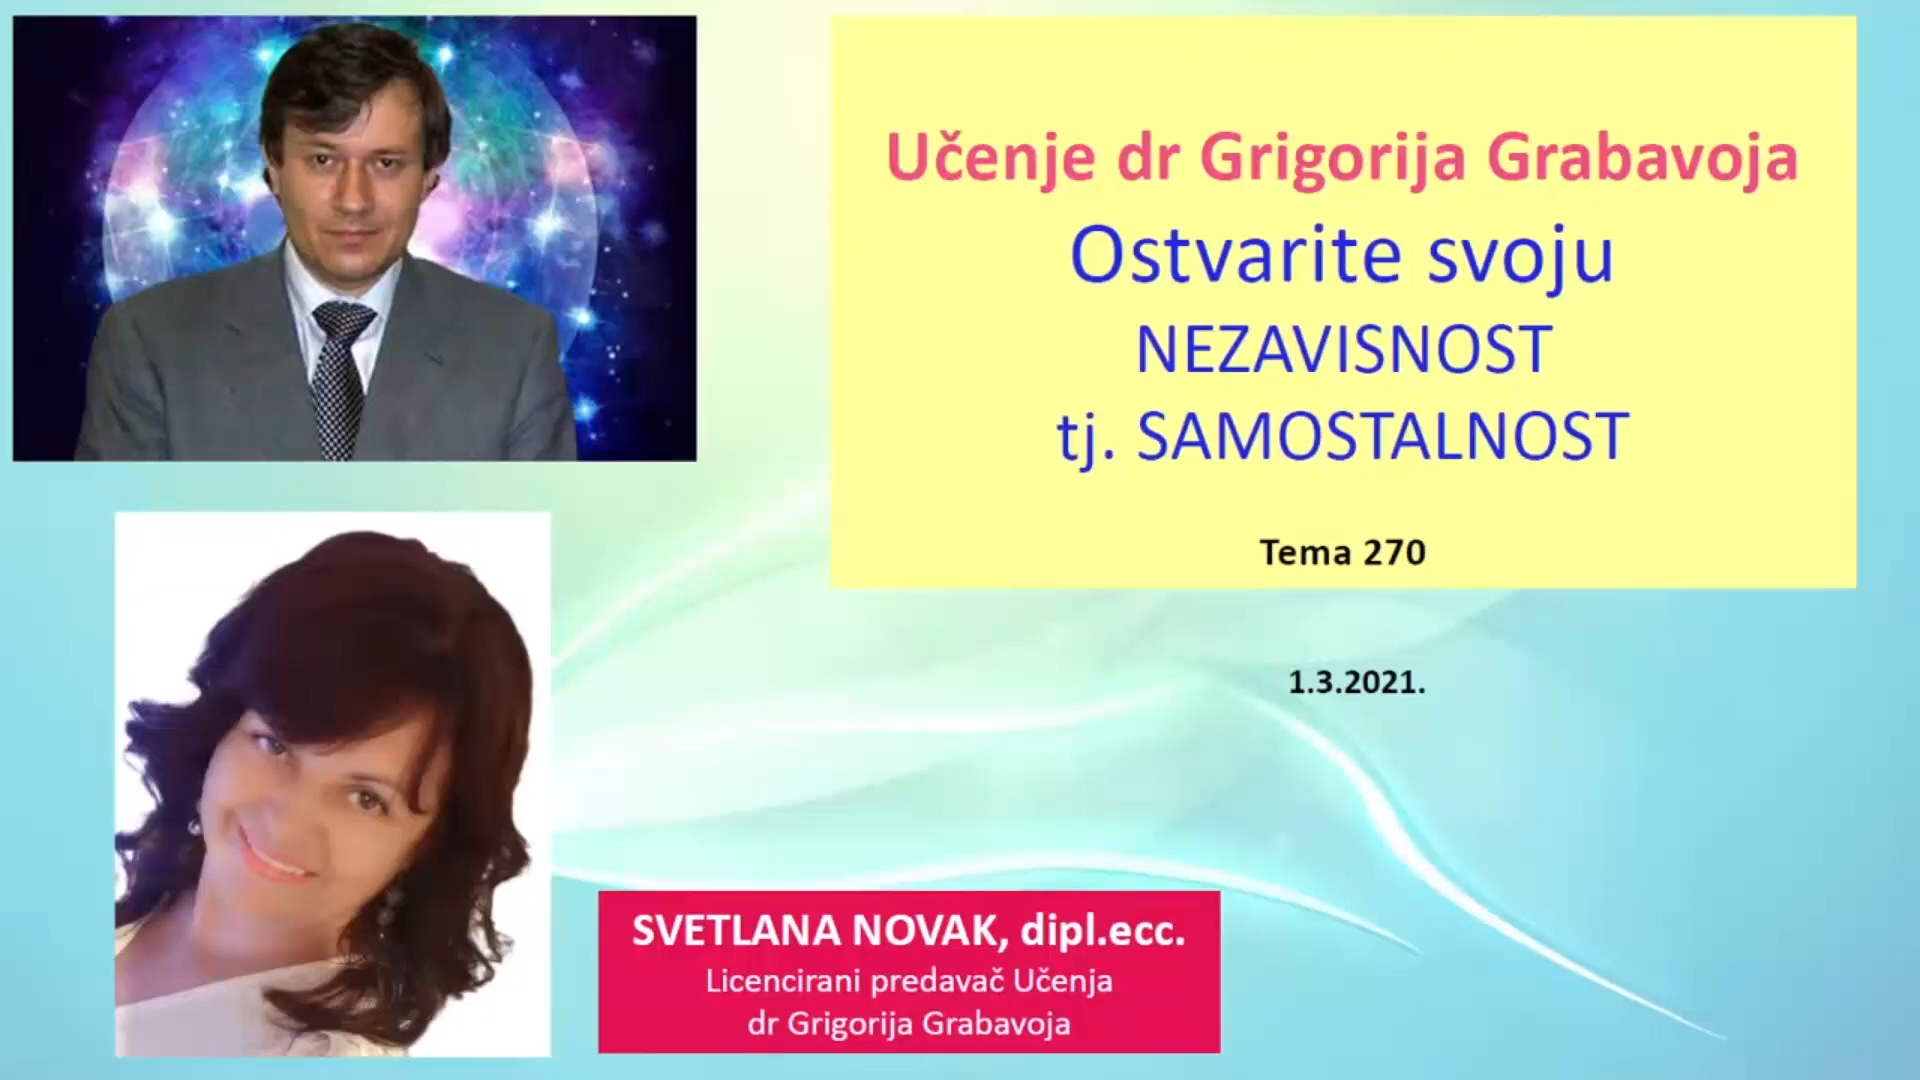 Učenje dr Grigorija Grabavoja
Ostvarite svoju
NEZAVISNOST
tj. SAMOSTALNOST
Tema 270
1.3.2021.
SVETLANA NOVAK, dipl.ecc.
Licencirani predavač Učenja
dr Grigorija Grabavoja